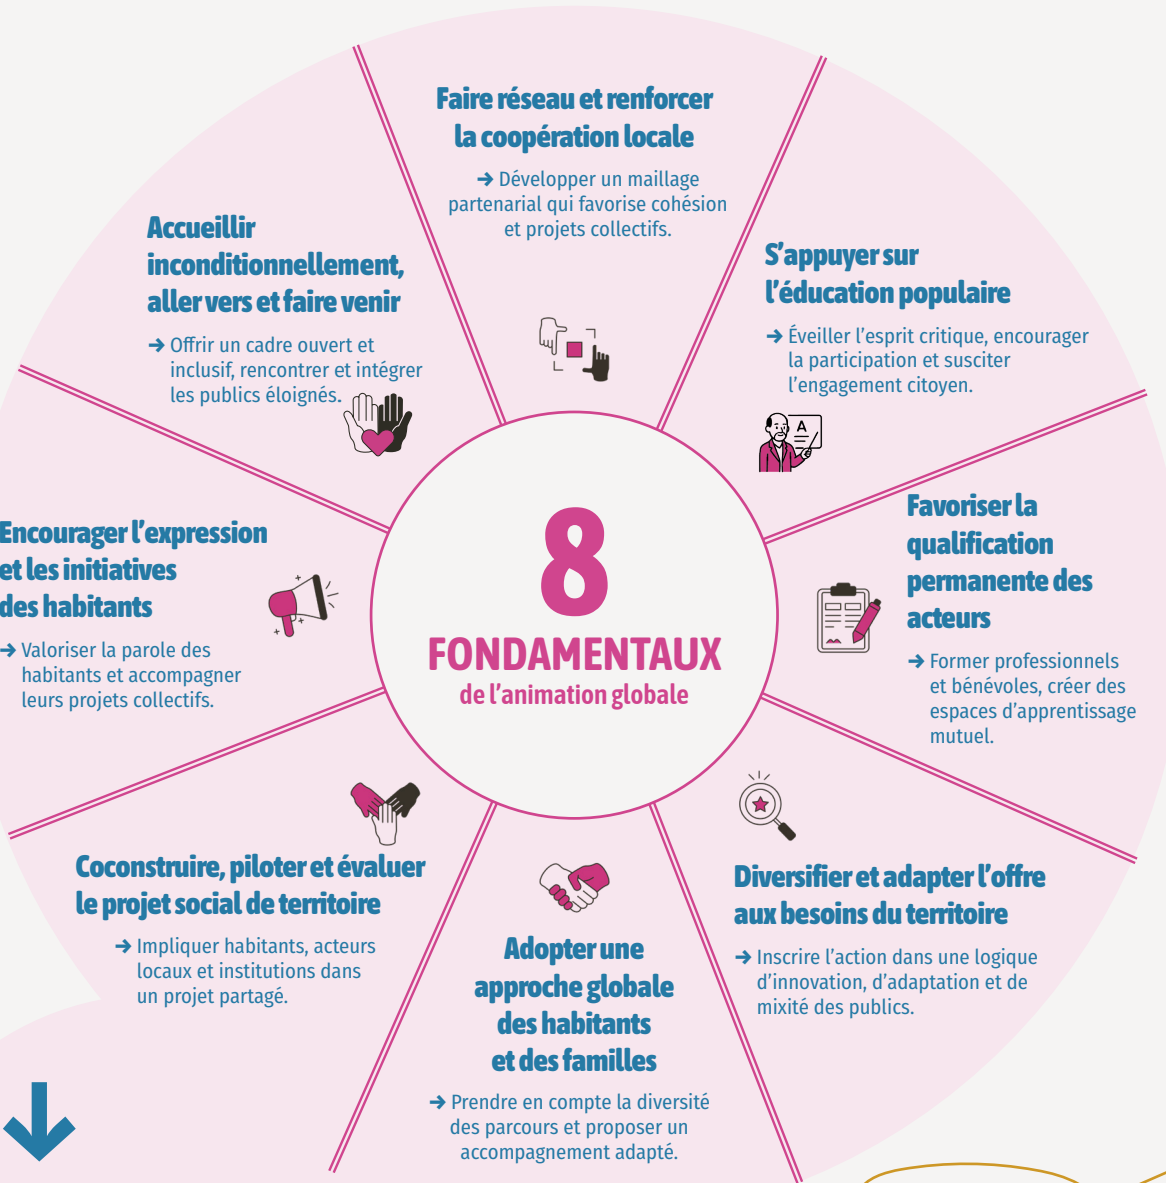 Faire réseau et renforcer
la coopération locale
→ Développer un maillage
partenarial qui favorise cohésion
et projets collectifs.
S’appuyer sur
l’éducation populaire
→ Éveiller l’esprit critique, encourager
la participation et susciter
l’engagement citoyen.
A
Favoriser la
qualification
permanente des
acteurs
→ Former professionnels
et bénévoles, créer des
espaces d’apprentissage
mutuel.
Diversifier et adapter l’offre
aux besoins du territoire
→ Inscrire l’action dans une logique
d’innovation, d’adaptation et de
mixité des publics.
Adopter une
approche globale
des habitants
et des familles
→ Prendre en compte la diversité
des parcours et proposer un
accompagnement adapté.
Coconstruire, piloter et évaluer
le projet social de territoire
→ Impliquer habitants, acteurs
locaux et institutions dans
un projet partagé.
Encourager l’expression
et les initiatives
des habitants
→ Valoriser la parole des
habitants et accompagner
leurs projets collectifs.
Accueillir
inconditionnellement,
aller vers et faire venir
→ Offrir un cadre ouvert et
inclusif, rencontrer et intégrer
les publics éloignés.
8
FONDAMENTAUX
de l’animation globale